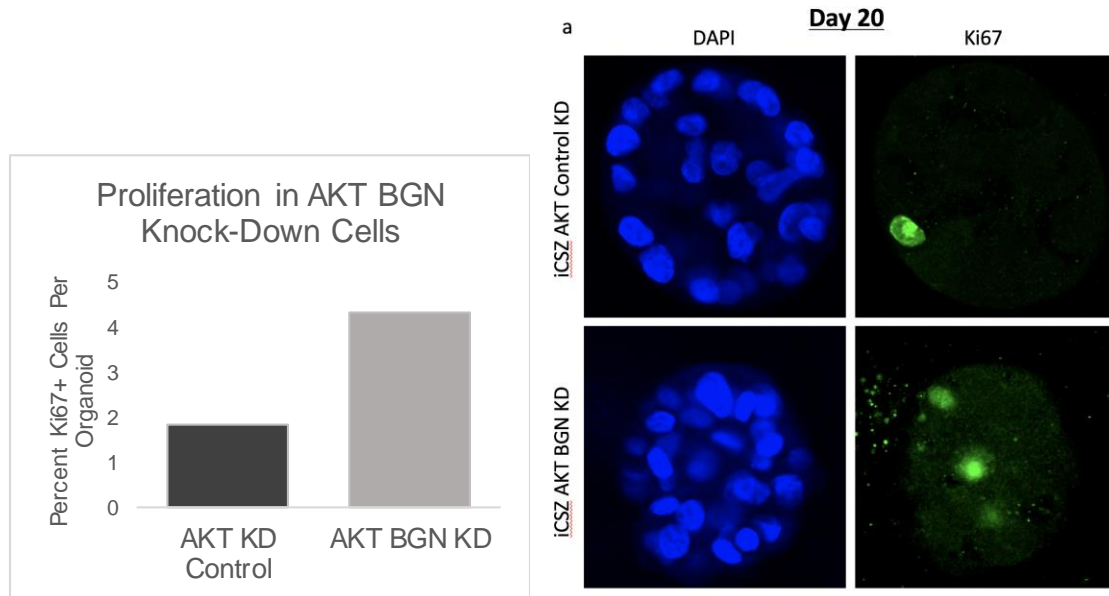 Proliferation in AKT BGN
Knock-Down Cells
Percent Ki67+ Cells Per
Organoid
5
4
3
2
1
0
AKT KD
Control
AKT BGN KD
a
Day 20
DAPI
Ki67
iCSZ AKT Control KD
iCSZ AKT BGN KD